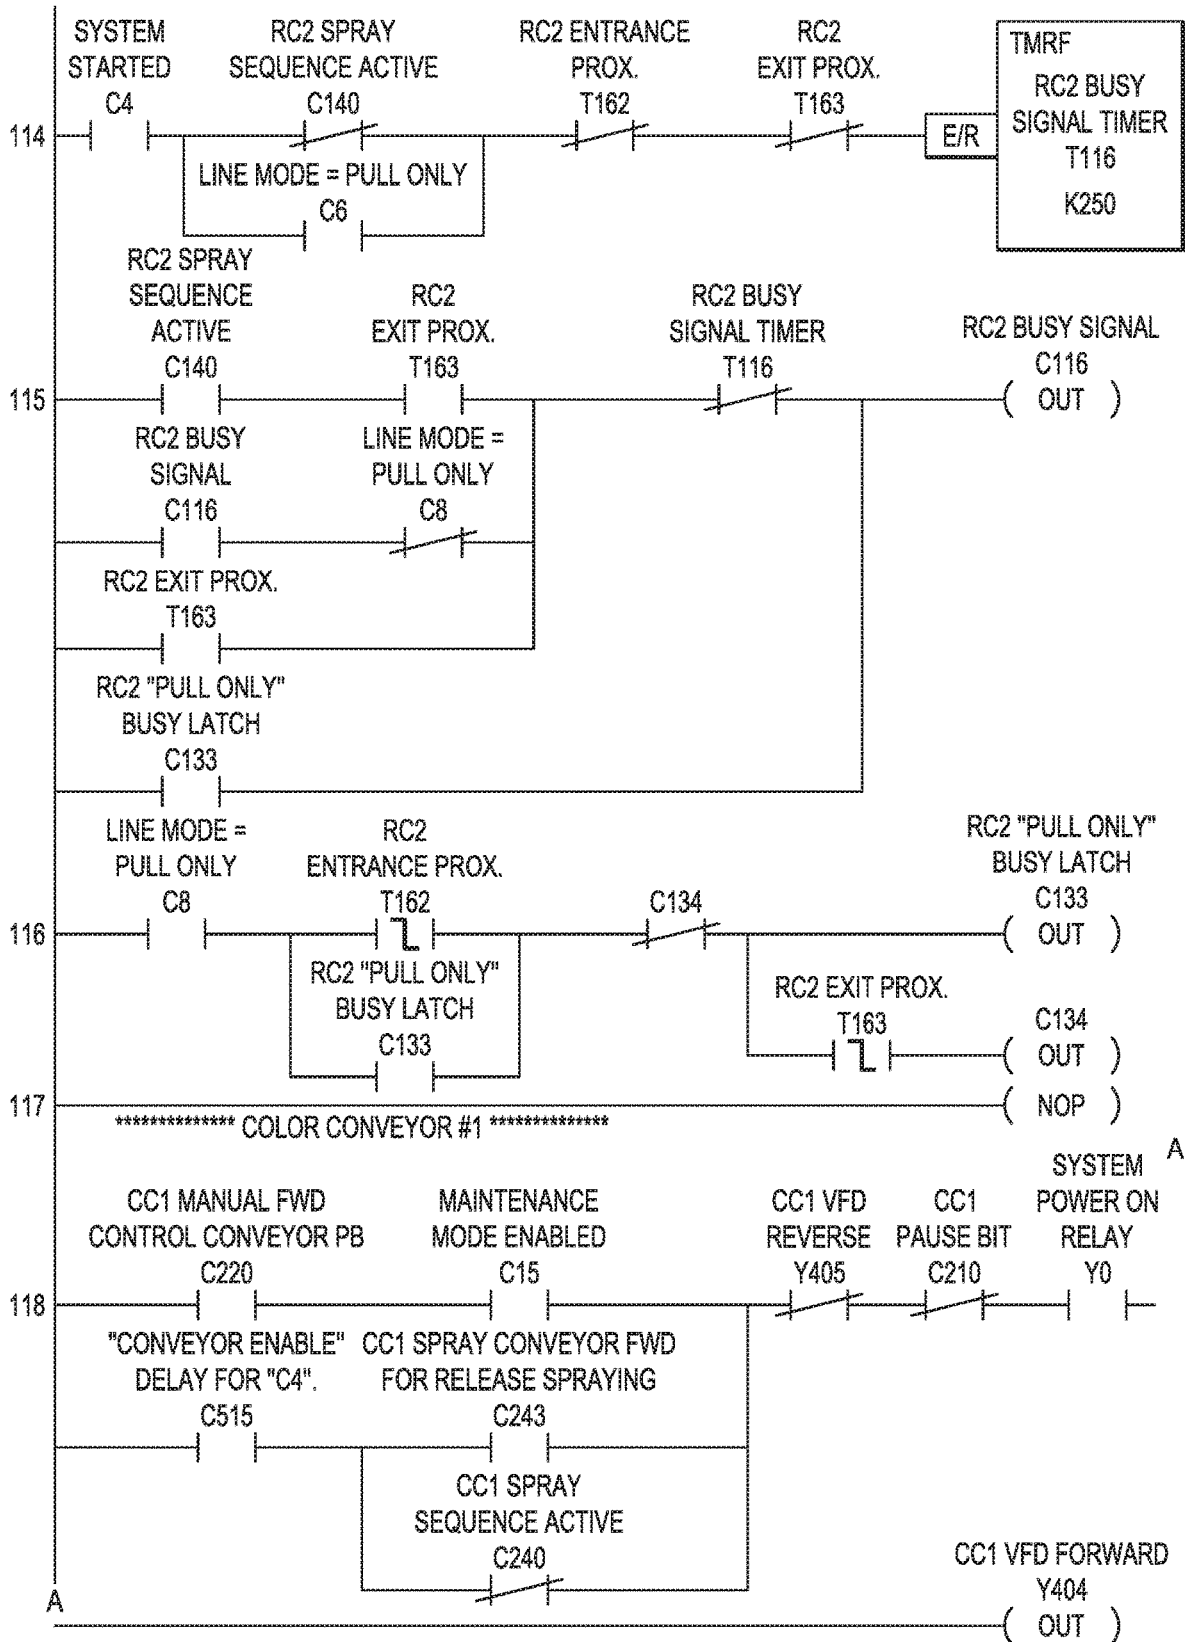 SYSTEM STARTED C4
RC2 SPRAY SEQUENCE ACTIVE C140
RC2 ENTRANCE PROX. T162
RC2 EXIT PROX. T163
114
E/R
TMRF
RC2 BUSY
SIGNAL TIMER
T116
K250
LINE MODE = PULL ONLY
C6
RC2 SPRAY
SEQUENCE
ACTIVE
C140
RC2
EXIT PROX.
T163
RC2 BUSY
SIGNAL TIMER
T116
RC2 BUSY SIGNAL
C116
115
( OUT )
RC2 BUSY
SIGNAL
C116
LINE MODE =
PULL ONLY
C8
RC2 EXIT PROX.
T163
RC2 "PULL ONLY"
BUSY LATCH
C133
LINE MODE =
PULL ONLY
C8
RC2
ENTRANCE PROX.
T162
C134
RC2 "PULL ONLY"
BUSY LATCH
C133
116
( OUT )
RC2 "PULL ONLY"
BUSY LATCH
C133
RC2 EXIT PROX.
T163
C134
( OUT )
117
( NOP )
************** COLOR CONVEYOR #1 **************
A
CC1 MANUAL FWD
CONTROL CONVEYOR PB
C220
MAINTENANCE
MODE ENABLED
C15
CC1 VFD
REVERSE
Y405
CC1
PAUSE BIT
C210
SYSTEM
POWER ON
RELAY
Y0
118
"CONVEYOR ENABLE"
DELAY FOR "C4".
C515
CC1 SPRAY CONVEYOR FWD
FOR RELEASE SPRAYING
C243
CC1 SPRAY
SEQUENCE ACTIVE
C240
CC1 VFD FORWARD
Y404
A
( OUT )